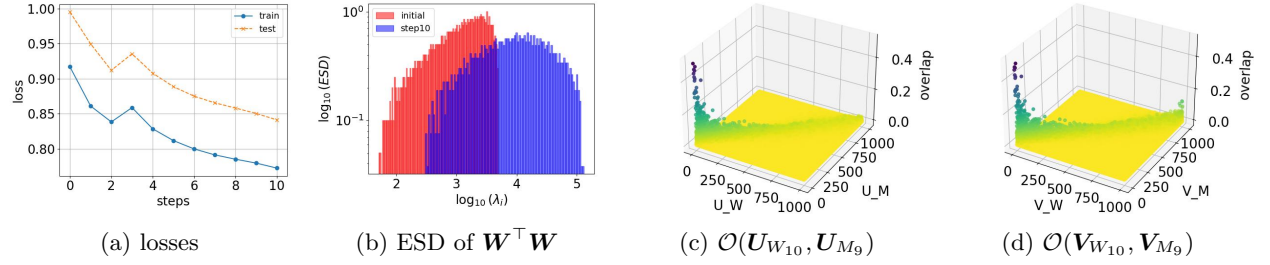 1.00
0.95
0.90
0.85
0.80
loss
0 2 4 6 8 10
steps
train
test
(a) losses
10⁰
10⁻¹
log₁₀(ESD)
2 3 4 5
log₁₀(λᵢ)
initial
step10
(b) ESD of W⊤W
0.4
0.2
0.0
overlap
0 250 500 750 1000
U_W
0 250 500 750 1000
U_M
(c) O(U_{W₁₀}, U_{M₉})
0.4
0.2
0.0
overlap
0 250 500 750 1000
V_W
0 250 500 750 1000
V_M
(d) O(V_{W₁₀}, V_{M₉})